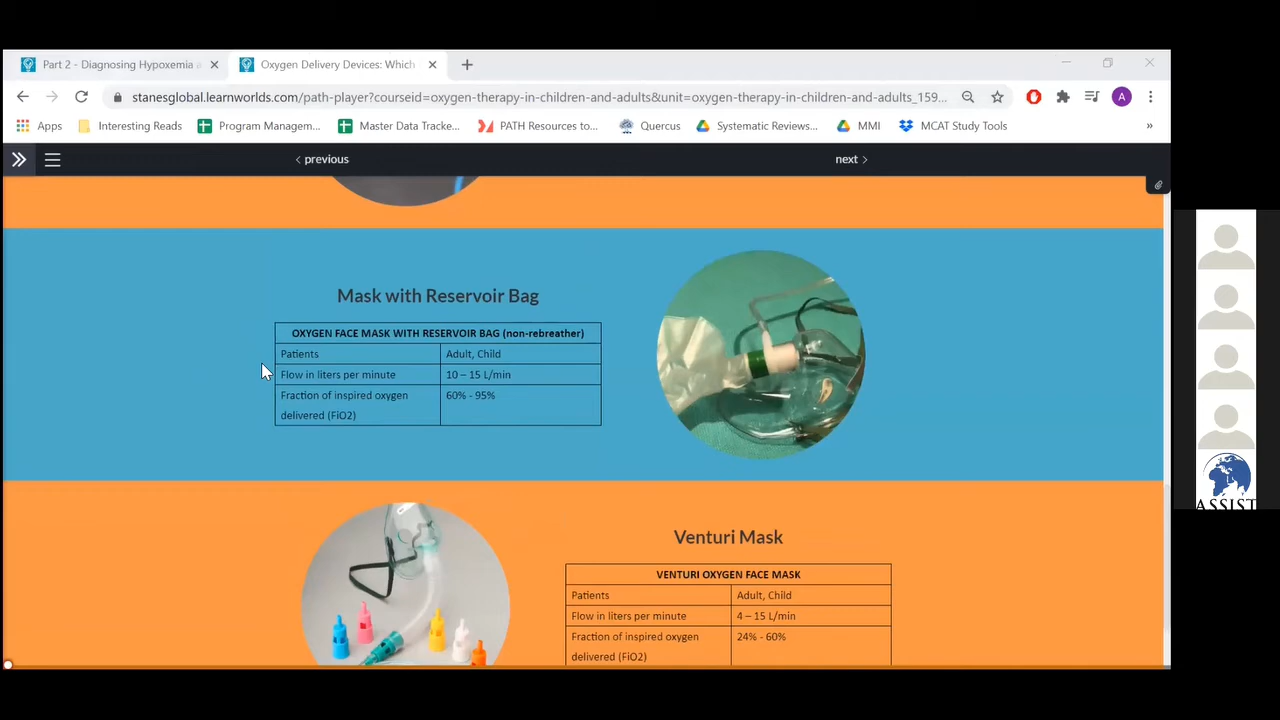 Part 2 - Diagnosing Hypoxemia a
Oxygen Delivery Devices: Which
stanesglobal.learnworlds.com/path-player?courseid=oxygen-therapy-in-children-and-adults&unit=oxygen-therapy-in-children-and-adults_159...
A
Apps
Interesting Reads
Program Managem...
Master Data Tracke...
PATH Resources to...
Quercus
Systematic Reviews...
MMI
MCAT Study Tools
»
< previous
next >
Mask with Reservoir Bag
OXYGEN FACE MASK WITH RESERVOIR BAG (non-rebreather)
Patients Adult, Child
Flow in liters per minute 10 – 15 L/min
Fraction of inspired oxygen 60% - 95%
delivered (FiO2)
Venturi Mask
VENTURI OXYGEN FACE MASK
Patients Adult, Child
Flow in liters per minute 4 – 15 L/min
Fraction of inspired oxygen 24% - 60%
delivered (FiO2)
ASSIST